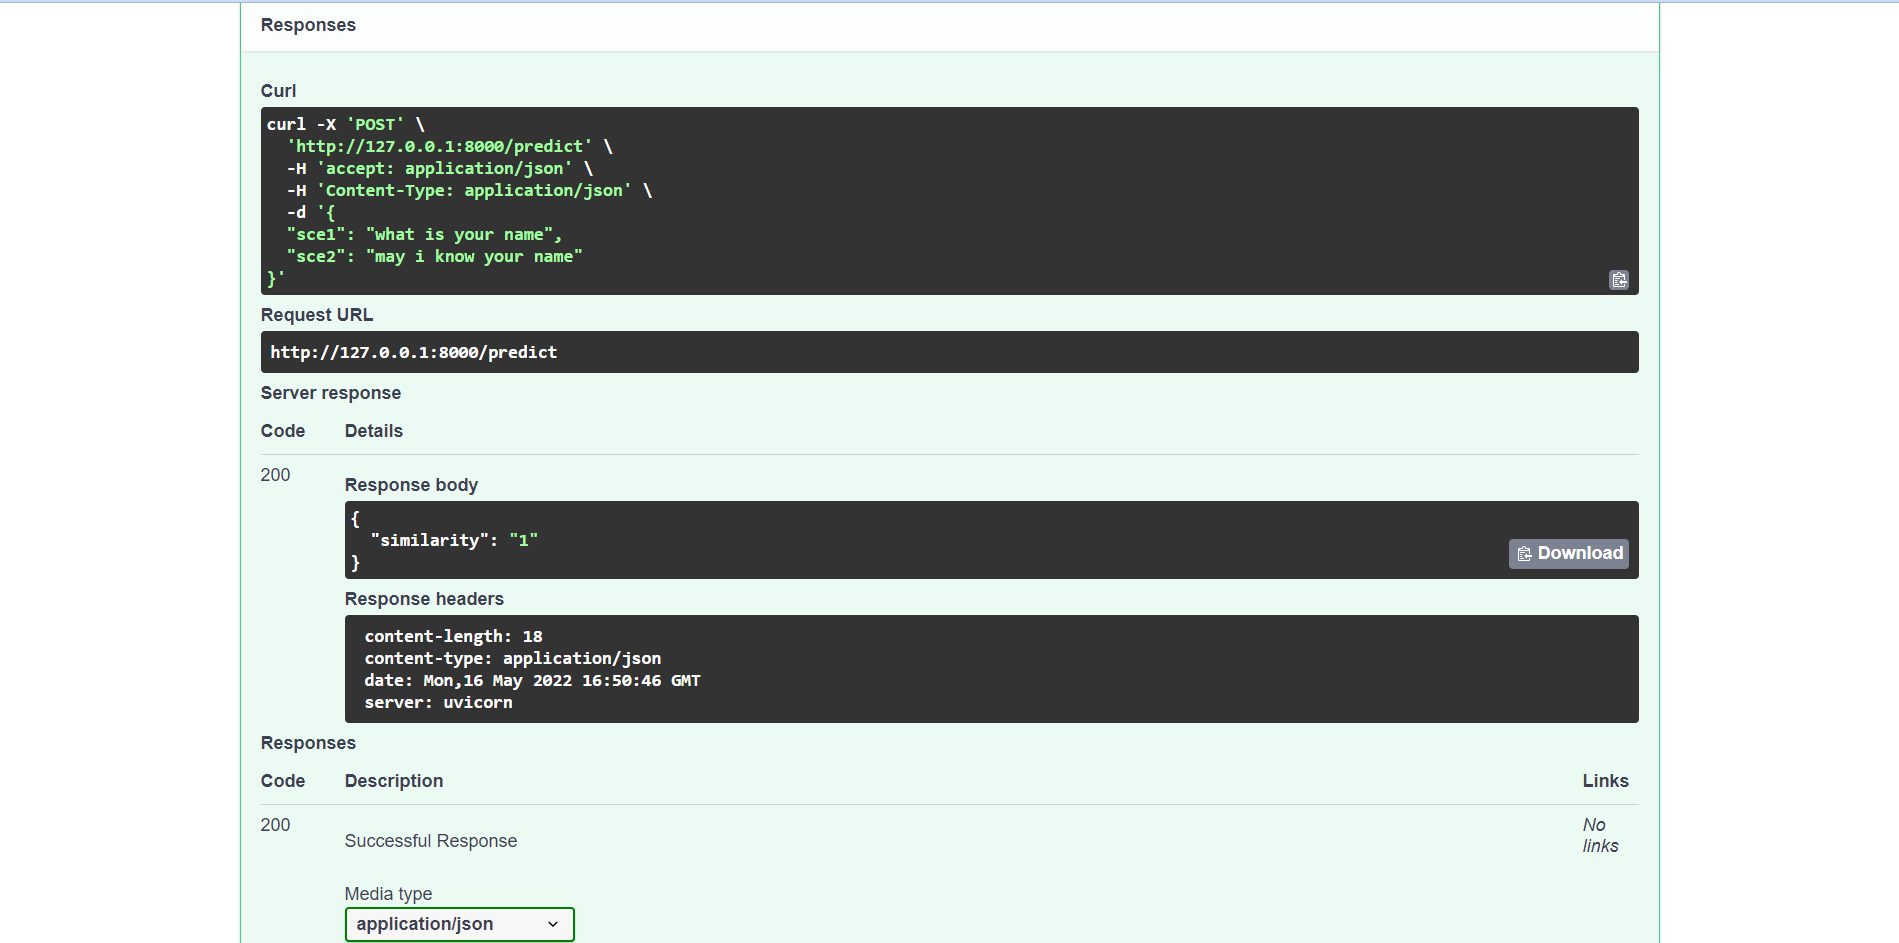 Responses
Curl
curl -X 'POST' \
  'http://127.0.0.1:8000/predict' \
  -H 'accept: application/json' \
  -H 'Content-Type: application/json' \
  -d '{
  "sce1": "what is your name",
  "sce2": "may i know your name"
}'
Request URL
http://127.0.0.1:8000/predict
Server response
Code Details
200
Response body
{
  "similarity": "1"
}
Download
Response headers
content-length: 18
content-type: application/json
date: Mon,16 May 2022 16:50:46 GMT
server: uvicorn
Responses
Code Description Links
200
Successful Response
No
links
Media type
application/json